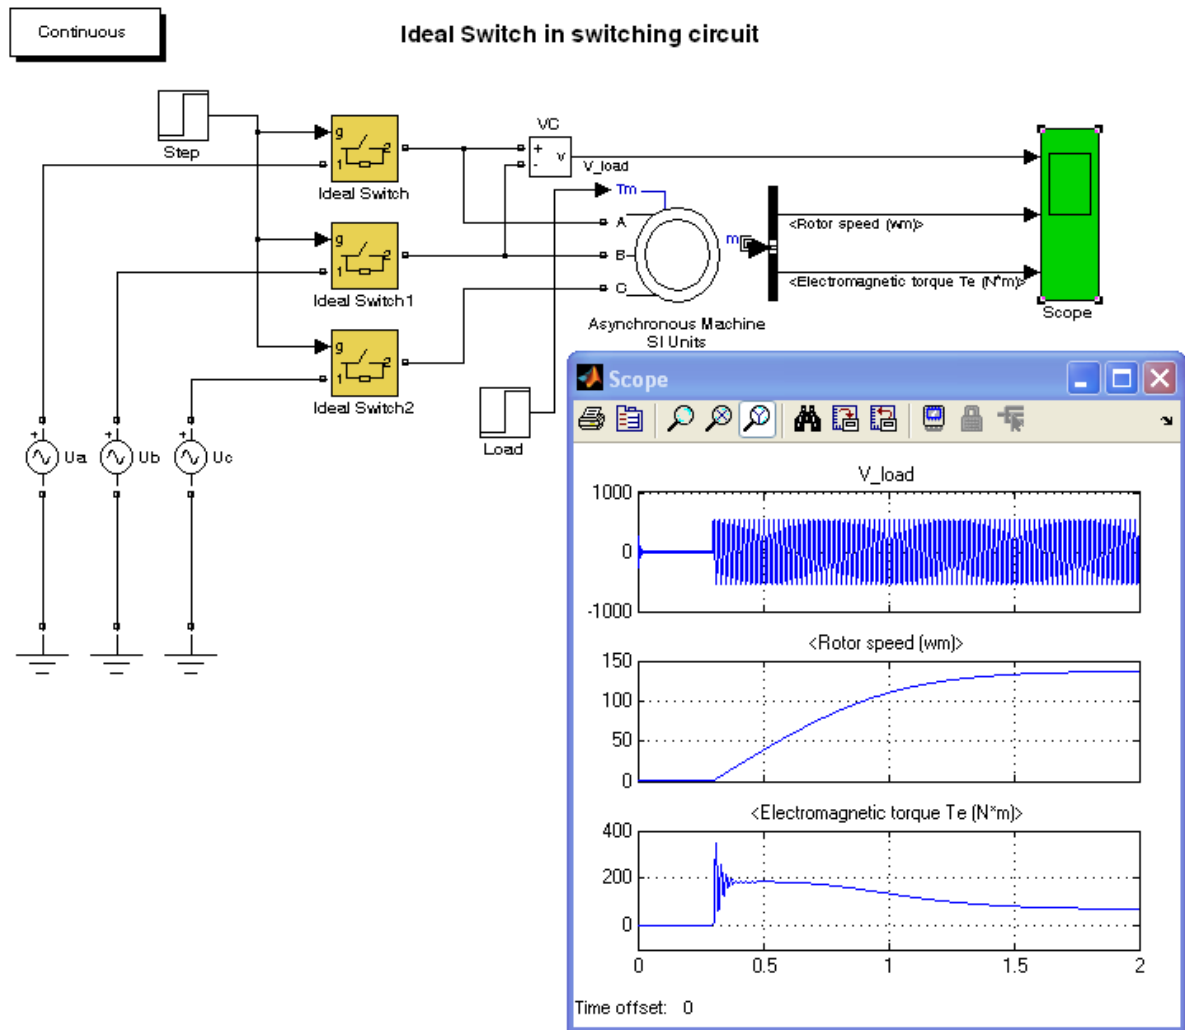 Continuous
Ideal Switch in switching circuit
Step
g
1
2
Ideal Switch
VC
+
-
v
V_load
Tm
A
B
C
m
<Rotor speed (wm)>
<Electromagnetic torque Te (N*m)>
Scope
g
1
2
Ideal Switch1
Asynchronous Machine
SI Units
g
1
2
Ideal Switch2
Load
+
Ua
+
Ub
+
Uc
Scope
V_load
1000
0
-1000
<Rotor speed (wm)>
150
100
50
0
<Electromagnetic torque Te (N*m)>
400
200
0
0 0.5 1 1.5 2
Time offset: 0